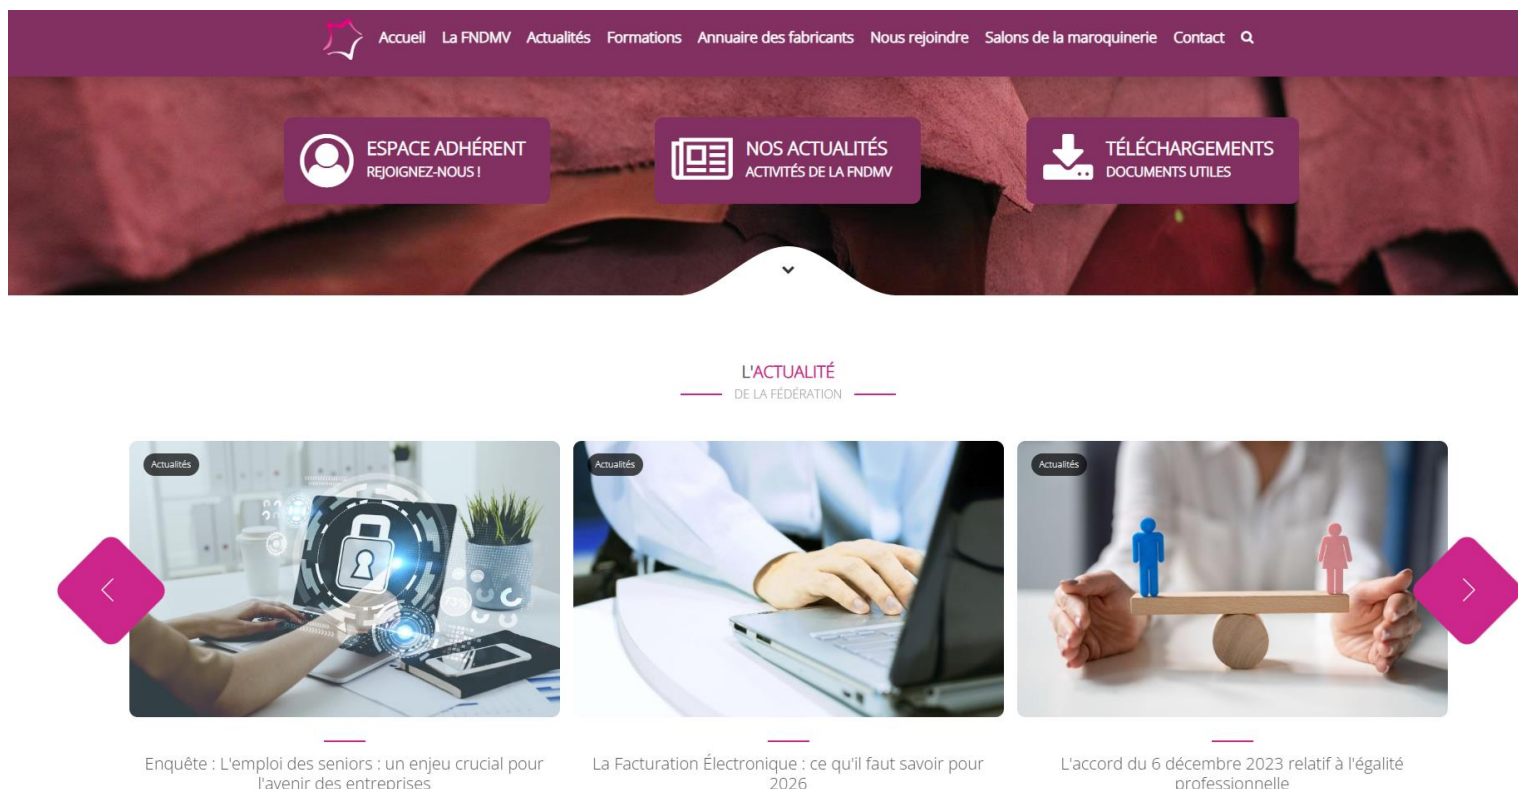 Accueil La FNDMV Actualités Formations Annuaire des fabricants Nous rejoindre Salons de la maroquinerie Contact
ESPACE ADHÉRENT
REJOIGNEZ-NOUS !
NOS ACTUALITÉS
ACTIVITÉS DE LA FNDMV
TÉLÉCHARGEMENTS
DOCUMENTS UTILES
L'ACTUALITÉ
DE LA FÉDÉRATION
Actualités
Actualités
Actualités
73%
Enquête : L'emploi des seniors : un enjeu crucial pour
l'avenir des entreprises
La Facturation Électronique : ce qu'il faut savoir pour
2026
L'accord du 6 décembre 2023 relatif à l'égalité
professionnelle